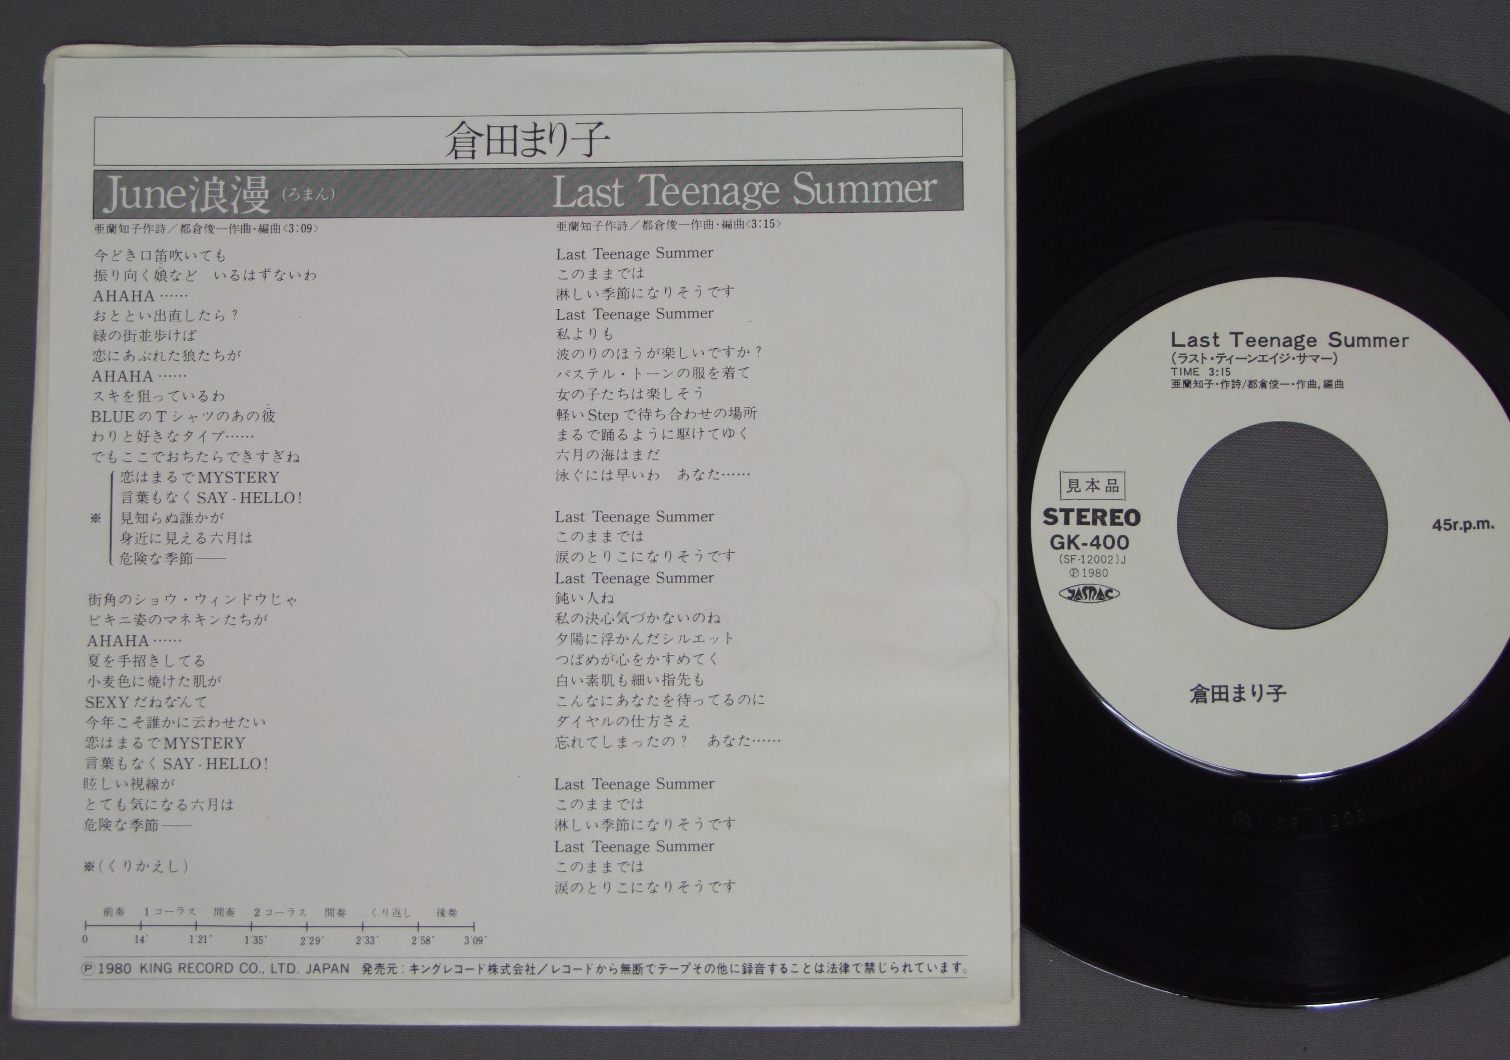 倉田まり子
June浪漫(ろまん)
亜蘭知子作詩／都倉俊一作曲・編曲〈3:09〉
今どき口笛吹いても
振り向く娘など　いるはずないわ
AHAHA……
おととい出直したら？
緑の街並歩けば
恋にあぶれた狼たちが
AHAHA……
スキを狙っているわ
BLUEのTシャツのあの彼
わりと好きなタイプ……
でもここでおちたらできすぎね
恋はまるでMYSTERY
言葉もなくSAY-HELLO!
※ 見知らぬ誰かが
身近に見える六月は
危険な季節――
街角のショウ・ウィンドウじゃ
ビキニ姿のマネキンたちが
AHAHA……
夏を手招きしてる
小麦色に焼けた肌が
SEXYだねなんて
今年こそ誰かに云わせたい
恋はまるでMYSTERY
言葉もなくSAY-HELLO!
眩しい視線が
とても気になる六月は
危険な季節――
※(くりかえし)
前奏 1コーラス 間奏 2コーラス 間奏 くり返し 後奏
0 14" 1'21" 1'35" 2'29" 2'33" 2'58" 3'09"
Last Teenage Summer
亜蘭知子作詩／都倉俊一作曲・編曲〈3:15〉
Last Teenage Summer
このままでは
淋しい季節になりそうです
Last Teenage Summer
私よりも
波のりのほうが楽しいですか？
パステル・トーンの服を着て
女の子たちは楽しそう
軽いStepで待ち合わせの場所
まるで踊るように駆けてゆく
六月の海はまだ
泳ぐには早いわ　あなた……
Last Teenage Summer
このままでは
涙のとりこになりそうです
Last Teenage Summer
鈍い人ね
私の決心気づかないのね
夕陽に浮かんだシルエット
つばめが心をかすめてく
白い素肌も細い指先も
こんなにあなたを待ってるのに
ダイヤルの仕方さえ
忘れてしまったの？　あなた……
Last Teenage Summer
このままでは
淋しい季節になりそうです
Last Teenage Summer
このままでは
涙のとりこになりそうです
Ⓟ1980 KING RECORD CO., LTD. JAPAN 発売元：キングレコード株式会社／レコードから無断でテープその他に録音することは法律で禁じられています。
Last Teenage Summer
(ラスト・ティーンエイジ・サマー)
TIME 3:15
亜蘭知子・作詩/都倉俊一・作曲,編曲
見本品
STEREO
GK-400
(SF-12002)J
Ⓟ1980
JASRAC
45r.p.m.
倉田まり子